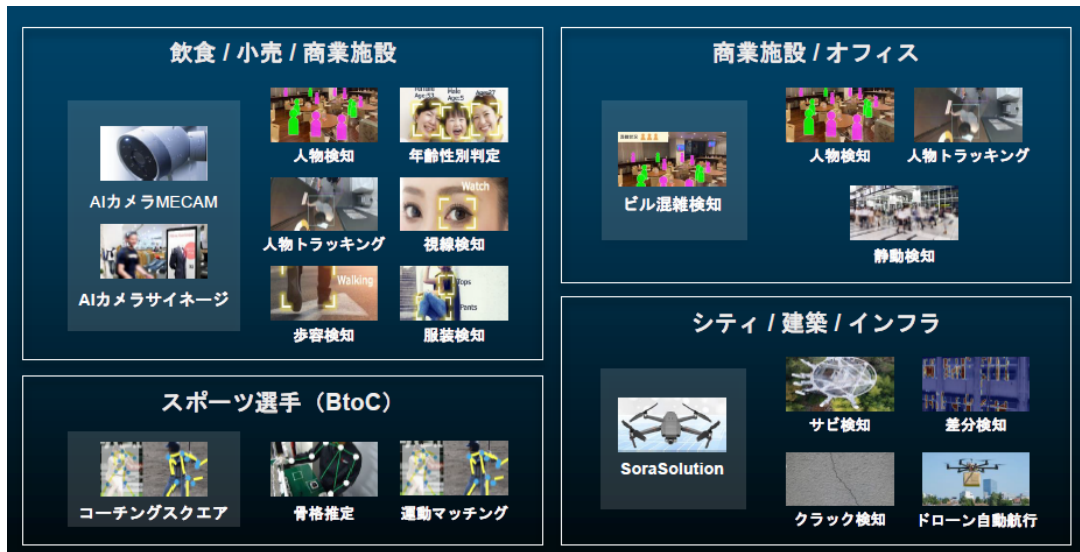 飲食 / 小売 / 商業施設
AIカメラMECAM
AIカメラサイネージ
人物検知
Age:53
Male
Age:5
年齢性別判定
人物トラッキング
Watch
視線検知
Walking
歩容検知
Tops
Pants
服装検知
商業施設 / オフィス
ビル混雑検知
人物検知
人物トラッキング
静動検知
スポーツ選手（BtoC）
コーチングスクエア
骨格推定
運動マッチング
シティ / 建築 / インフラ
SoraSolution
サビ検知
差分検知
クラック検知
ドローン自動航行